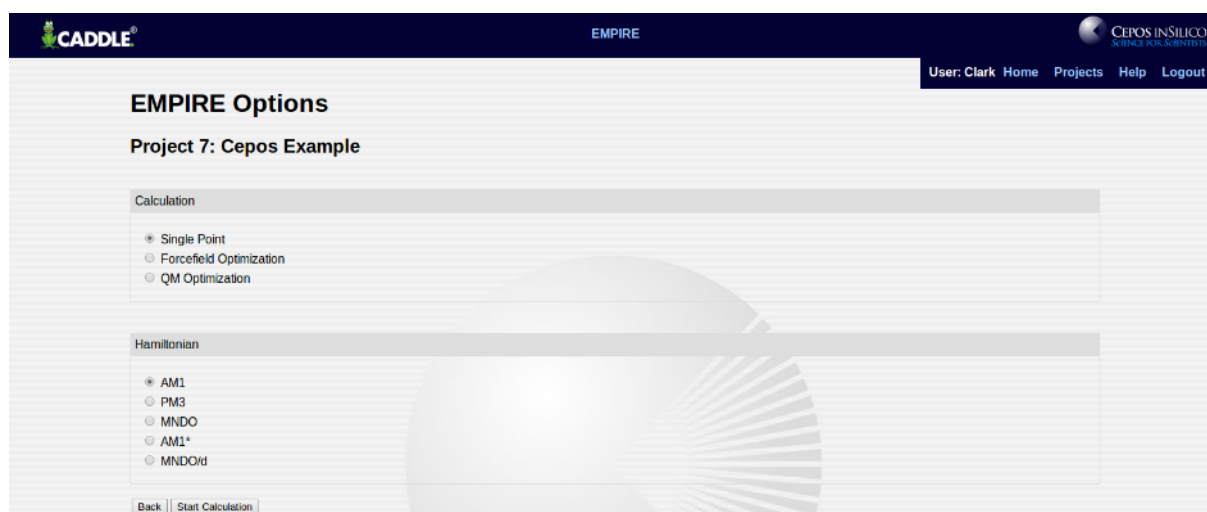 CADDLE®
EMPIRE
CEPOS INSILICO
SCIENCE FOR SCIENTISTS
User: Clark Home Projects Help Logout
EMPIRE Options
Project 7: Cepos Example
Calculation
Single Point
Forcefield Optimization
QM Optimization
Hamiltonian
AM1
PM3
MNDO
AM1*
MNDO/d
Back Start Calculation